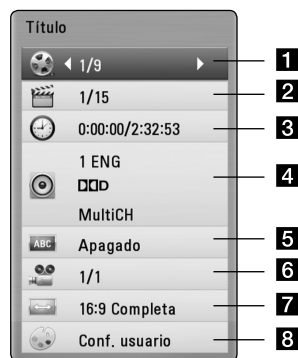 Título
1/9
1
1/15
2
0:00:00/2:32:53
3
1 ENG
DD D
MultiCH
4
ABC
Apagado
5
1/1
6
16:9 Completa
7
Conf. usuario
8